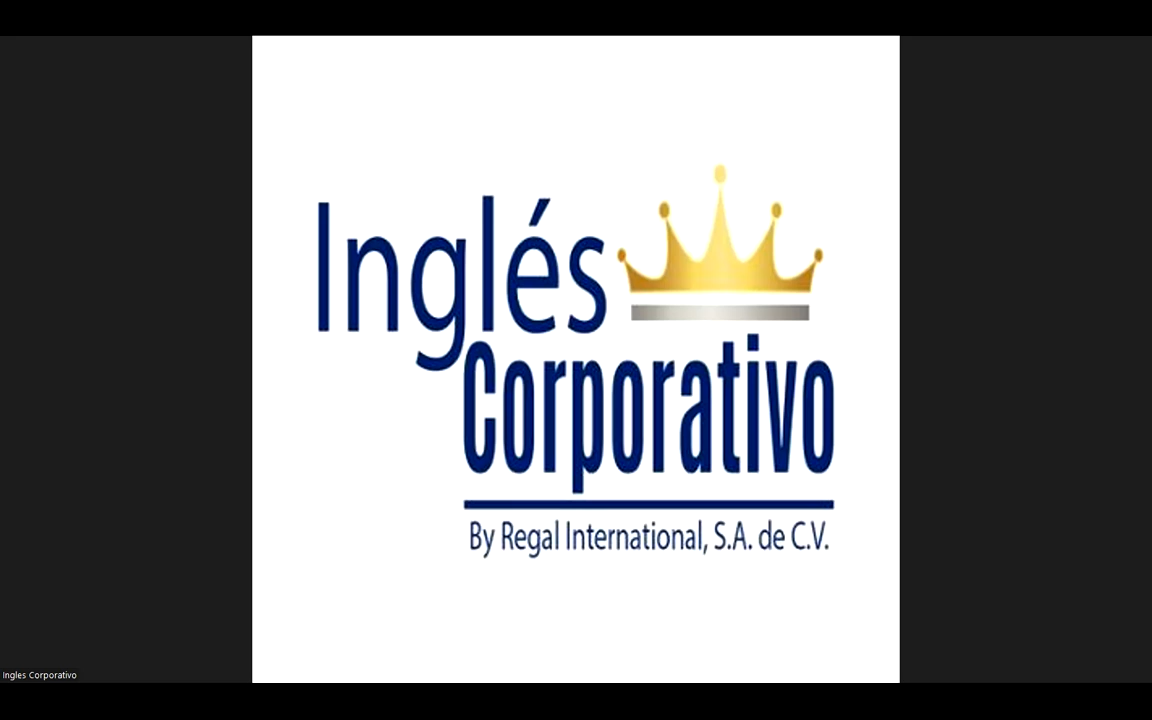 Inglés
Corporativo
By Regal International, S.A. de C.V.
Ingles Corporativo